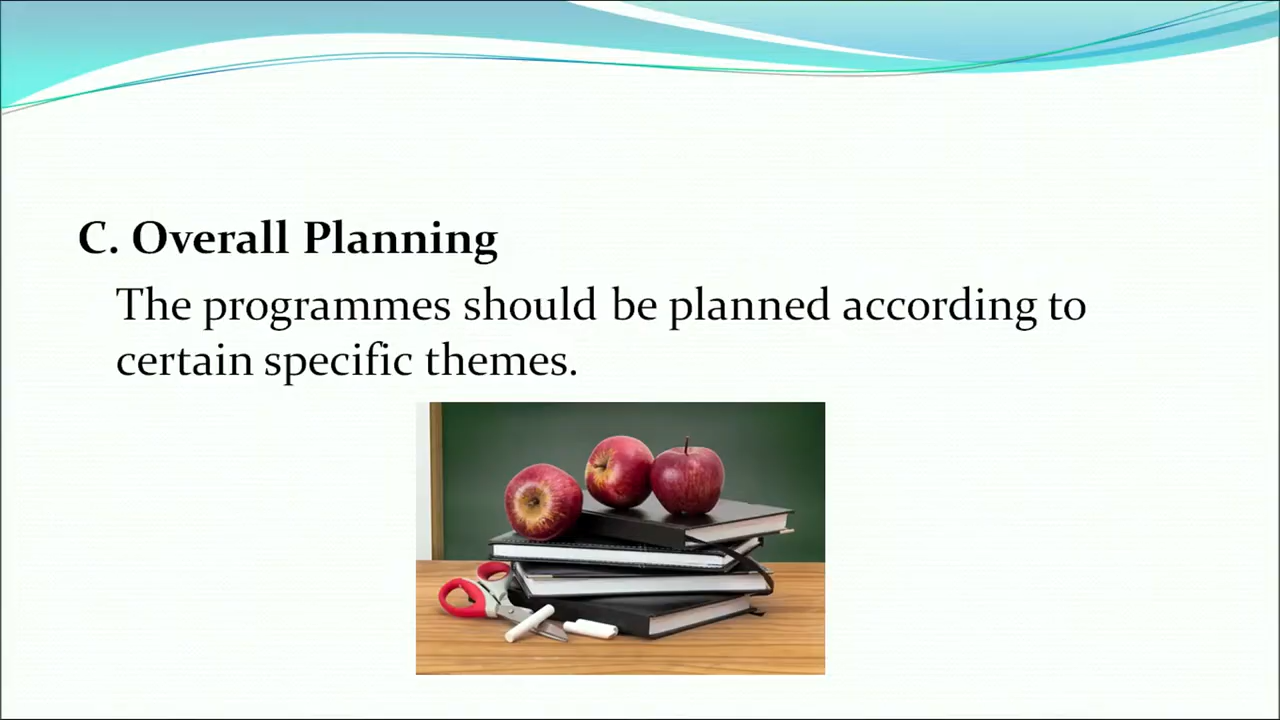 C. Overall Planning
The programmes should be planned according to
certain specific themes.